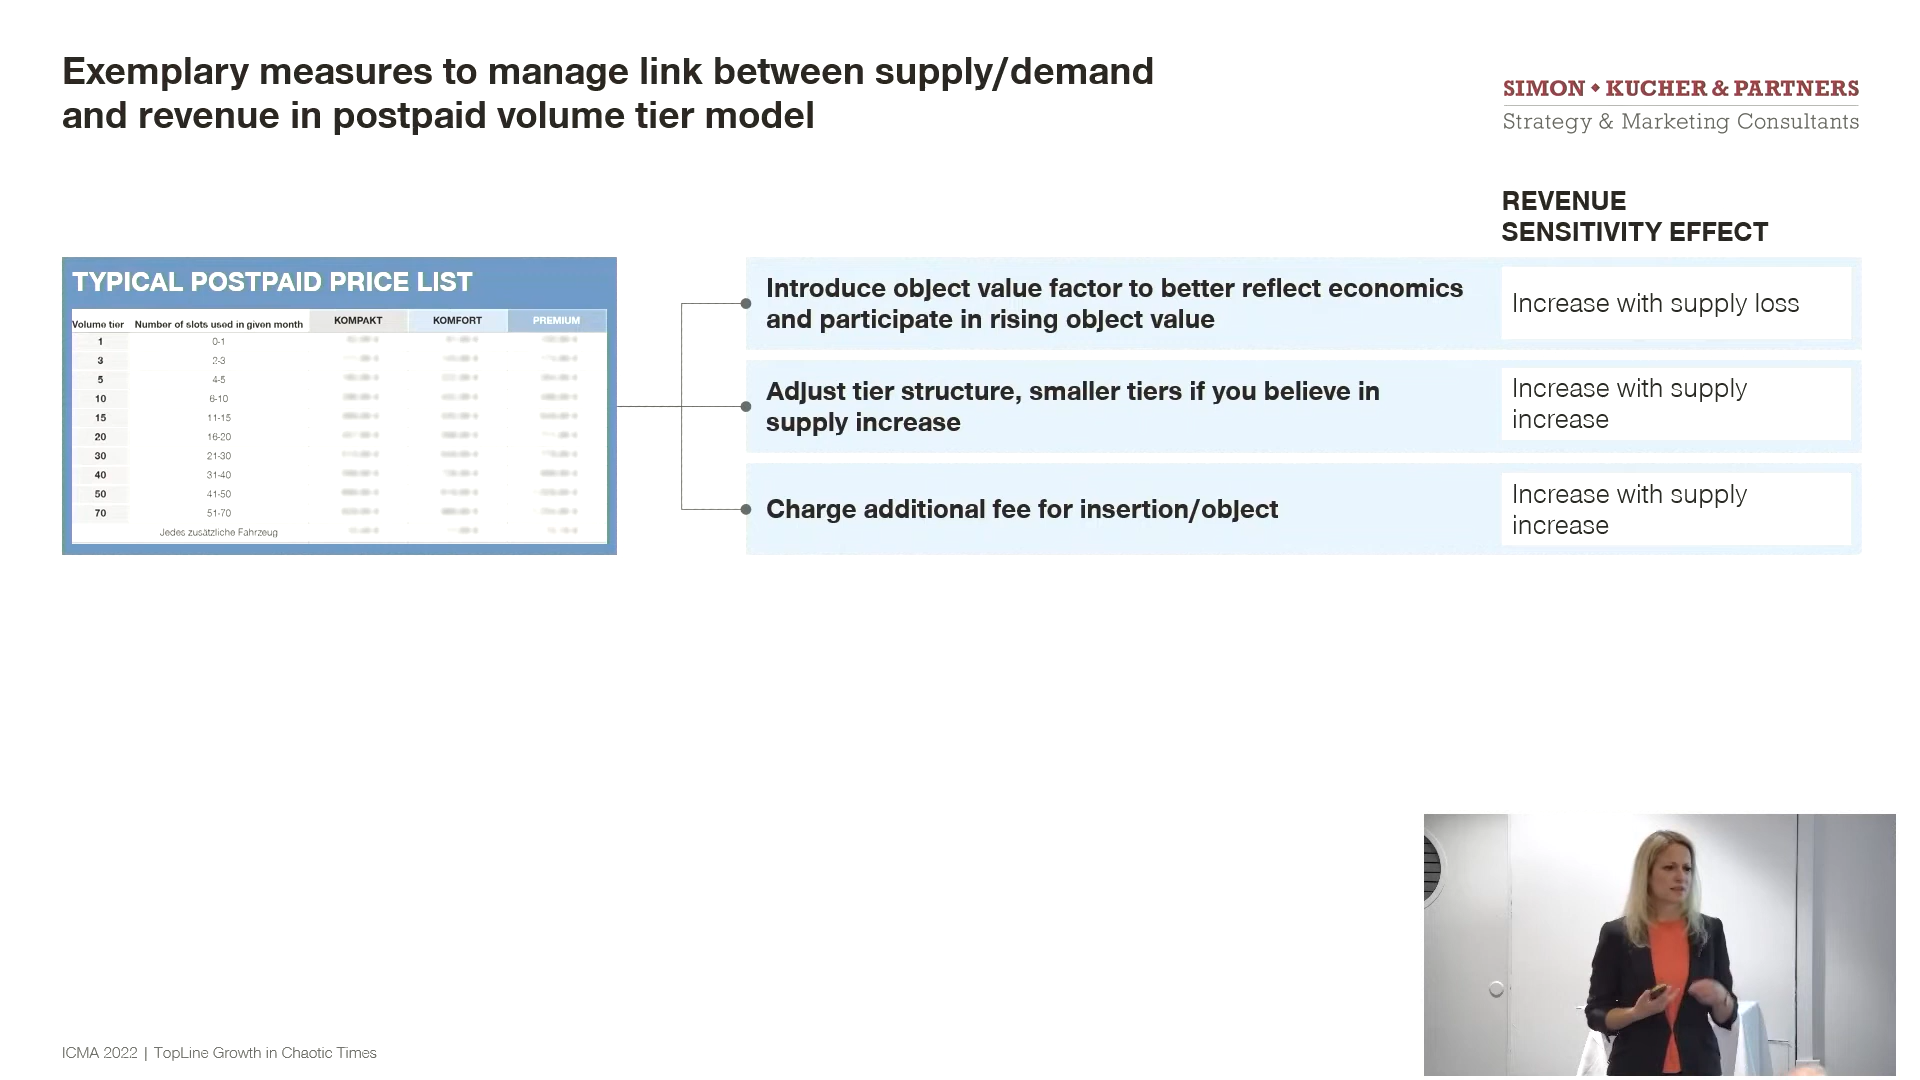 Exemplary measures to manage link between supply/demand
and revenue in postpaid volume tier model
SIMON • KUCHER & PARTNERS
Strategy & Marketing Consultants
REVENUE
SENSITIVITY EFFECT
TYPICAL POSTPAID PRICE LIST
Volume tier Number of slots used in given month KOMPAKT KOMFORT PREMIUM
1 0-1
3 2-3
5 4-5
10 6-10
15 11-15
20 16-20
30 21-30
40 31-40
50 41-50
70 51-70
Jedes zusätzliche Fahrzeug
Introduce object value factor to better reflect economics
and participate in rising object value
Increase with supply loss
Adjust tier structure, smaller tiers if you believe in
supply increase
Increase with supply
increase
Charge additional fee for insertion/object
Increase with supply
increase
ICMA 2022 | TopLine Growth in Chaotic Times